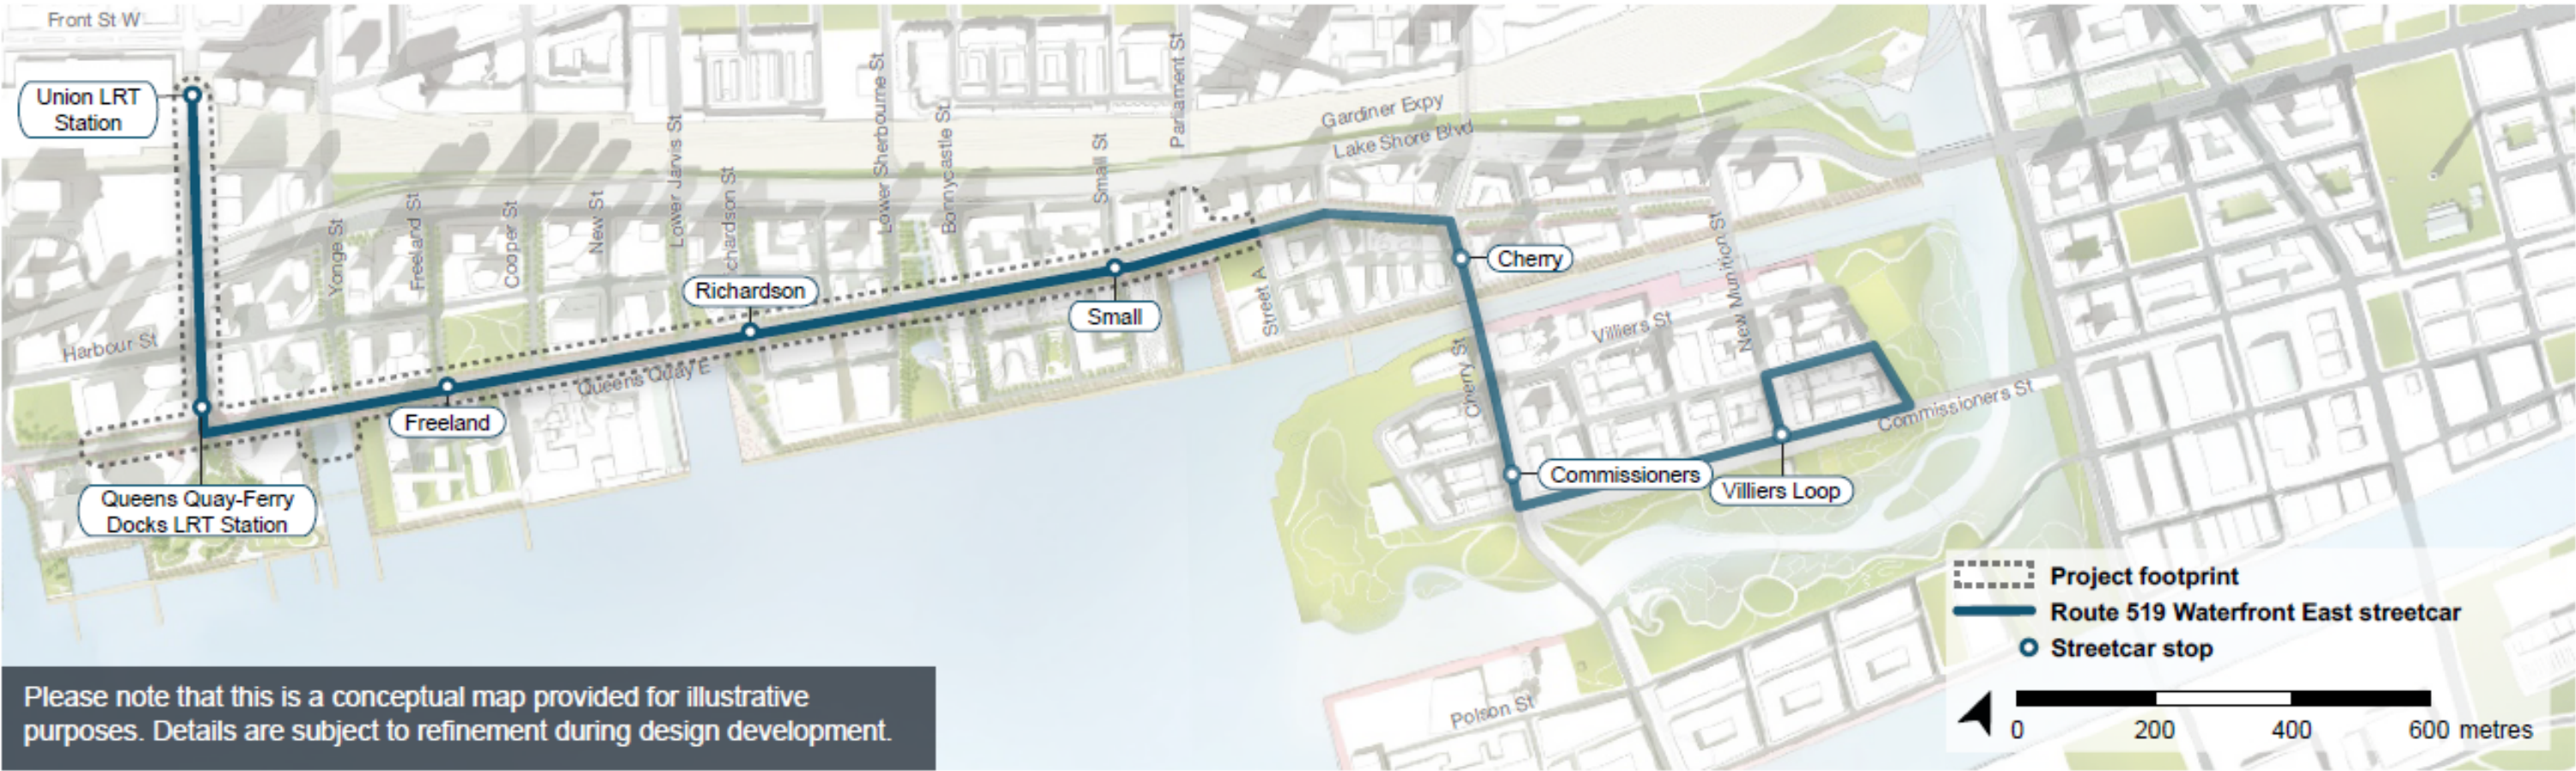 Front St W
Union LRT
Station
Harbour St
Yonge St
Freeland St
Cooper St
New St
Lower Jarvis St
Richardson St
Lower Sherbourne St
Bonnycastle St
Small St
Parliament St
Gardiner Expy
Lake Shore Blvd
Queens Quay-Ferry
Docks LRT Station
Freeland
Queens Quay E
Richardson
Small
Street A
Cherry
Cherry St
Villiers St
New Munition St
Commissioners
Villiers Loop
Commissioners St
Polson St
Project footprint
Route 519 Waterfront East streetcar
Streetcar stop
0 200 400 600 metres
Please note that this is a conceptual map provided for illustrative
purposes. Details are subject to refinement during design development.